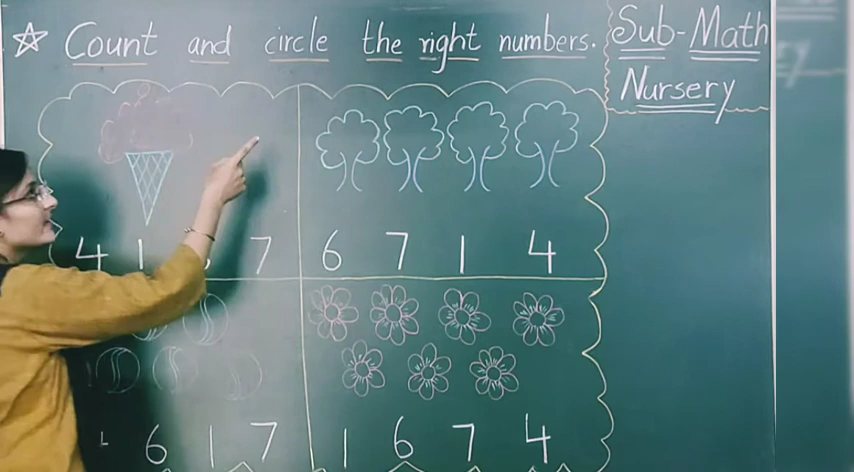 Count and circle the right numbers.
Sub-Math
Nursery
4 1 7
6 7 1 4
6 1 7
1 6 7 4